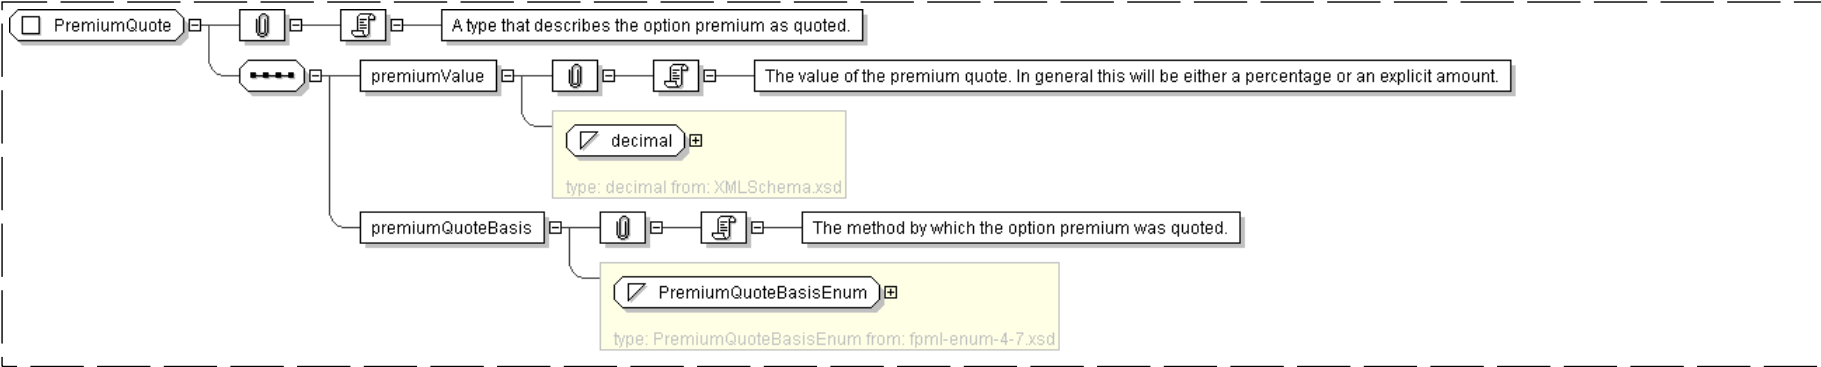 PremiumQuote
A type that describes the option premium as quoted.
premiumValue
The value of the premium quote. In general this will be either a percentage or an explicit amount.
decimal
type: decimal from: XMLSchema.xsd
premiumQuoteBasis
The method by which the option premium was quoted.
PremiumQuoteBasisEnum
type: PremiumQuoteBasisEnum from: fpml-enum-4-7.xsd